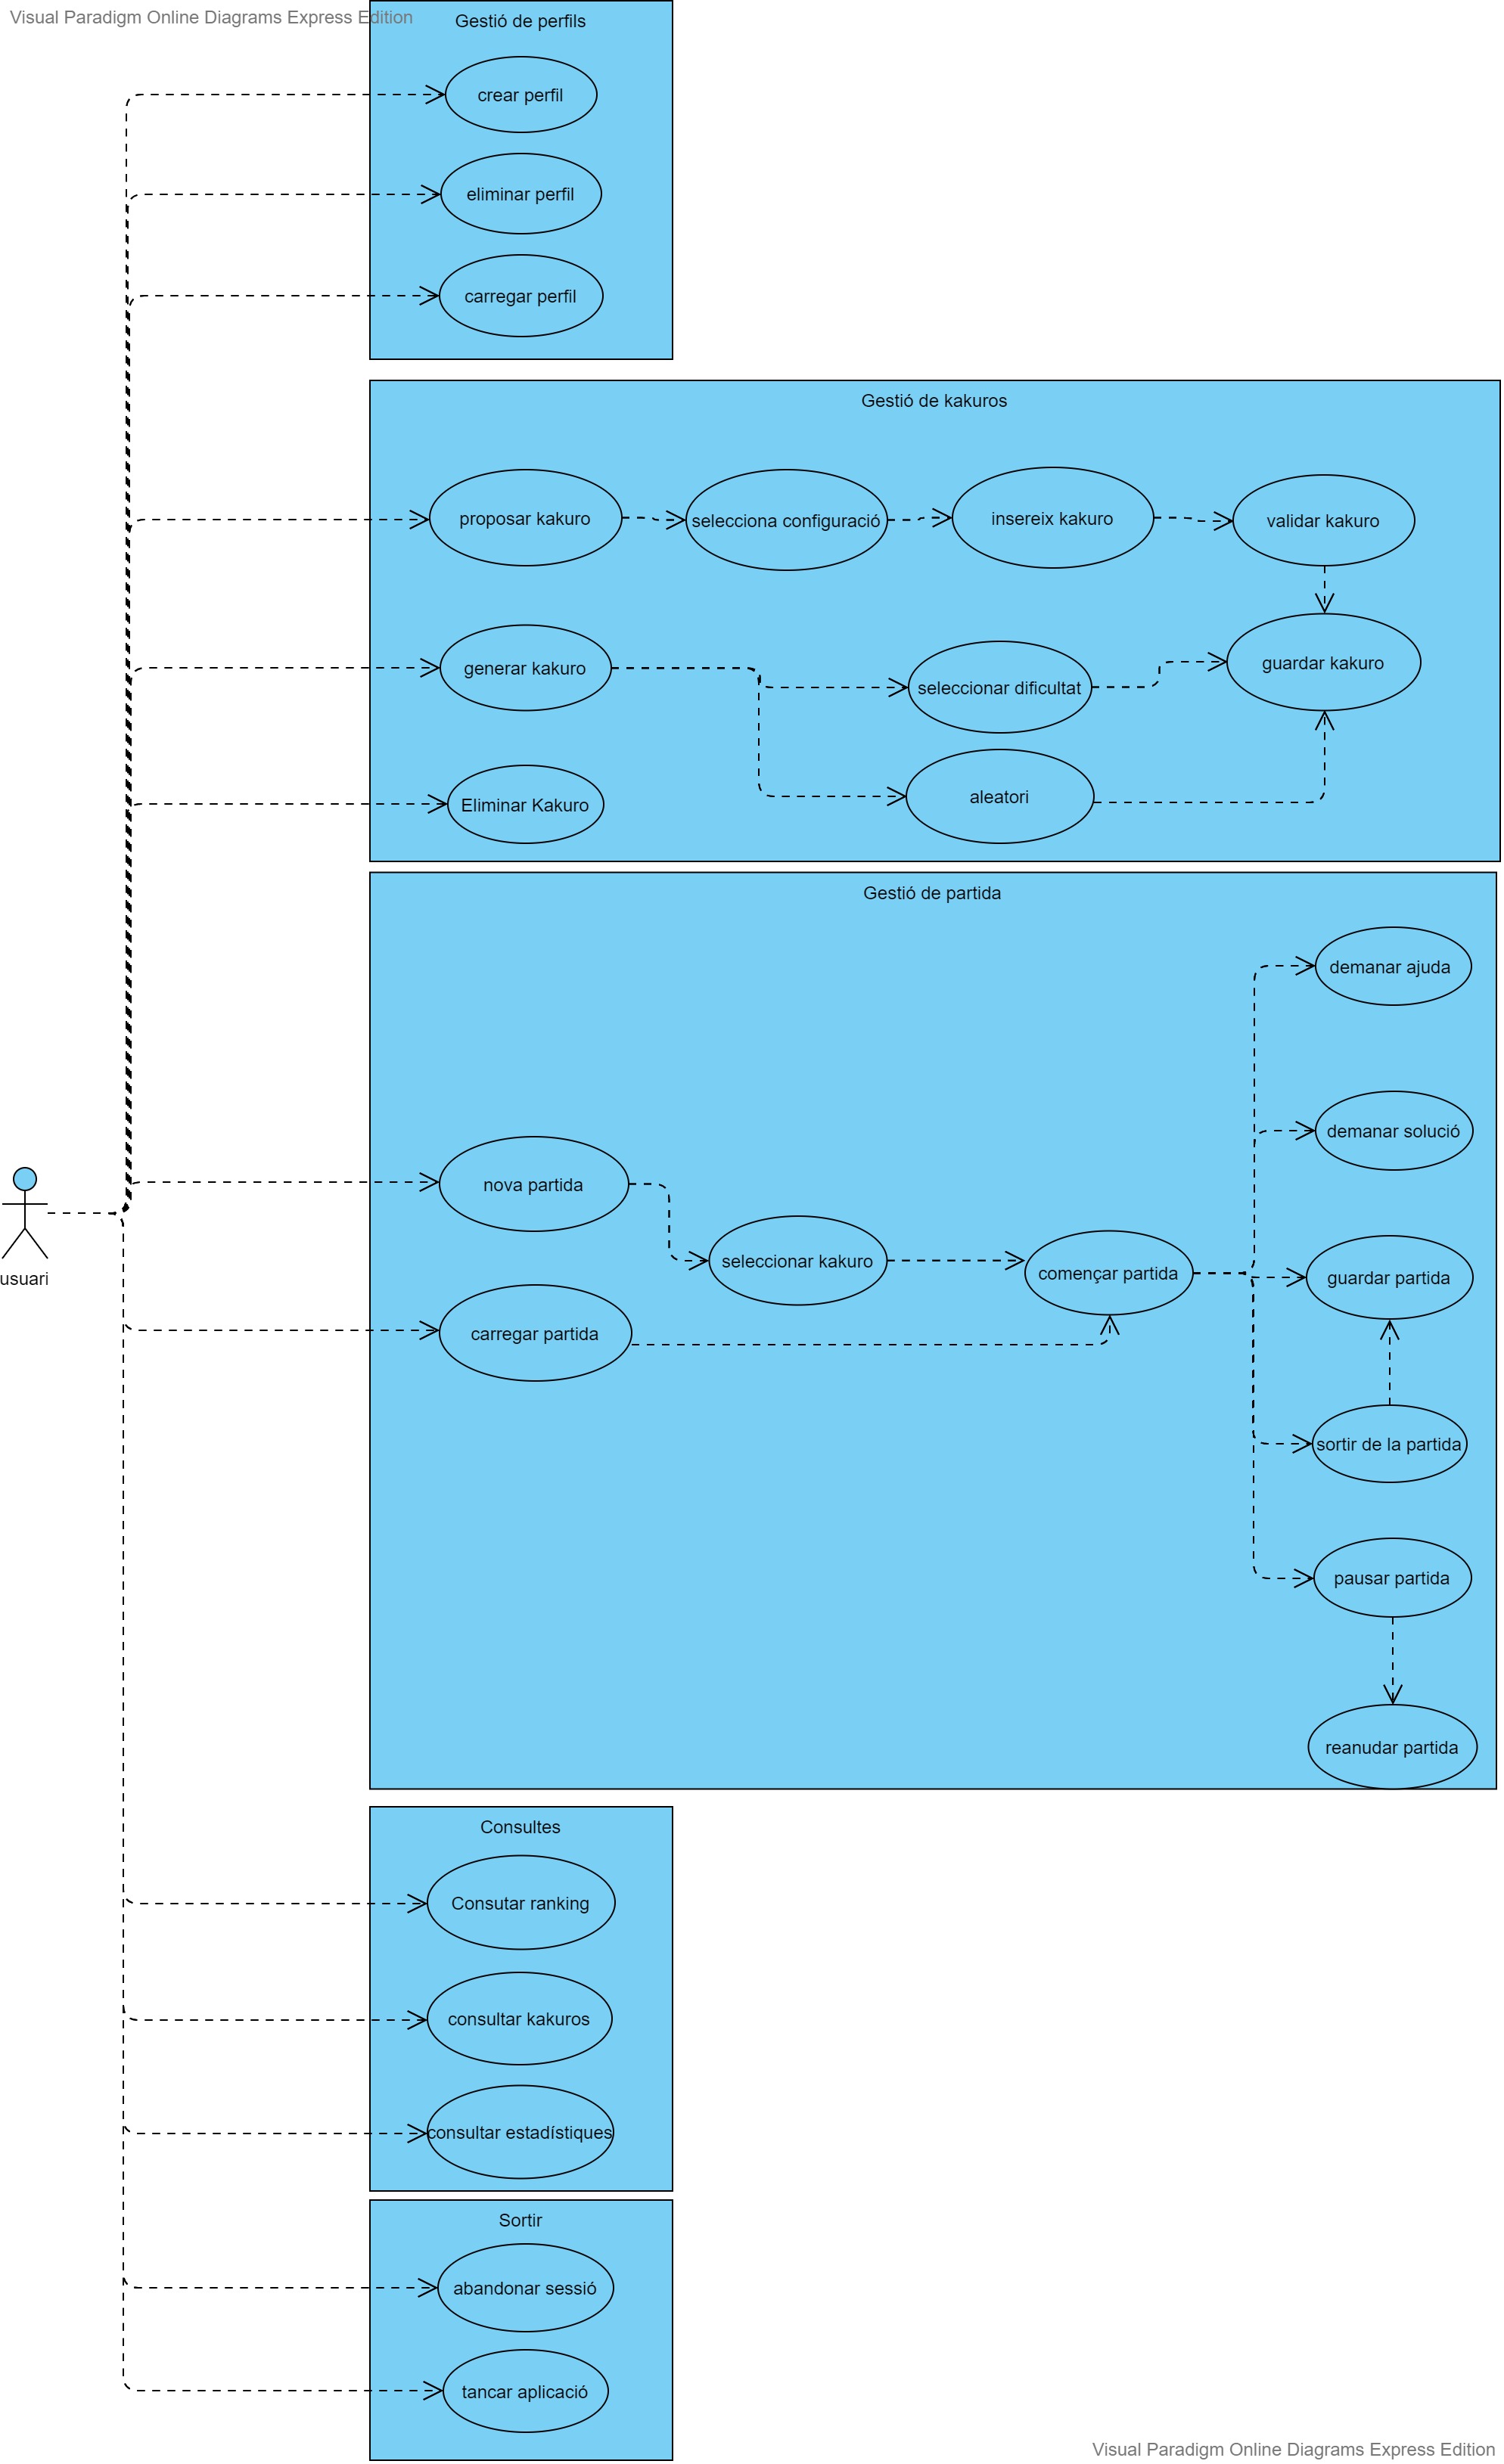 Visual Paradigm Online Diagrams Express Edition
Gestió de perfils
crear perfil
eliminar perfil
carregar perfil
Gestió de kakuros
proposar kakuro
selecciona configuració
insereix kakuro
validar kakuro
generar kakuro
seleccionar dificultat
guardar kakuro
Eliminar Kakuro
aleatori
Gestió de partida
demanar ajuda
demanar solució
nova partida
seleccionar kakuro
començar partida
guardar partida
usuari
carregar partida
sortir de la partida
pausar partida
reanudar partida
Consultes
Consutar ranking
consultar kakuros
consultar estadístiques
Sortir
abandonar sessió
tancar aplicació
Visual Paradigm Online Diagrams Express Edition